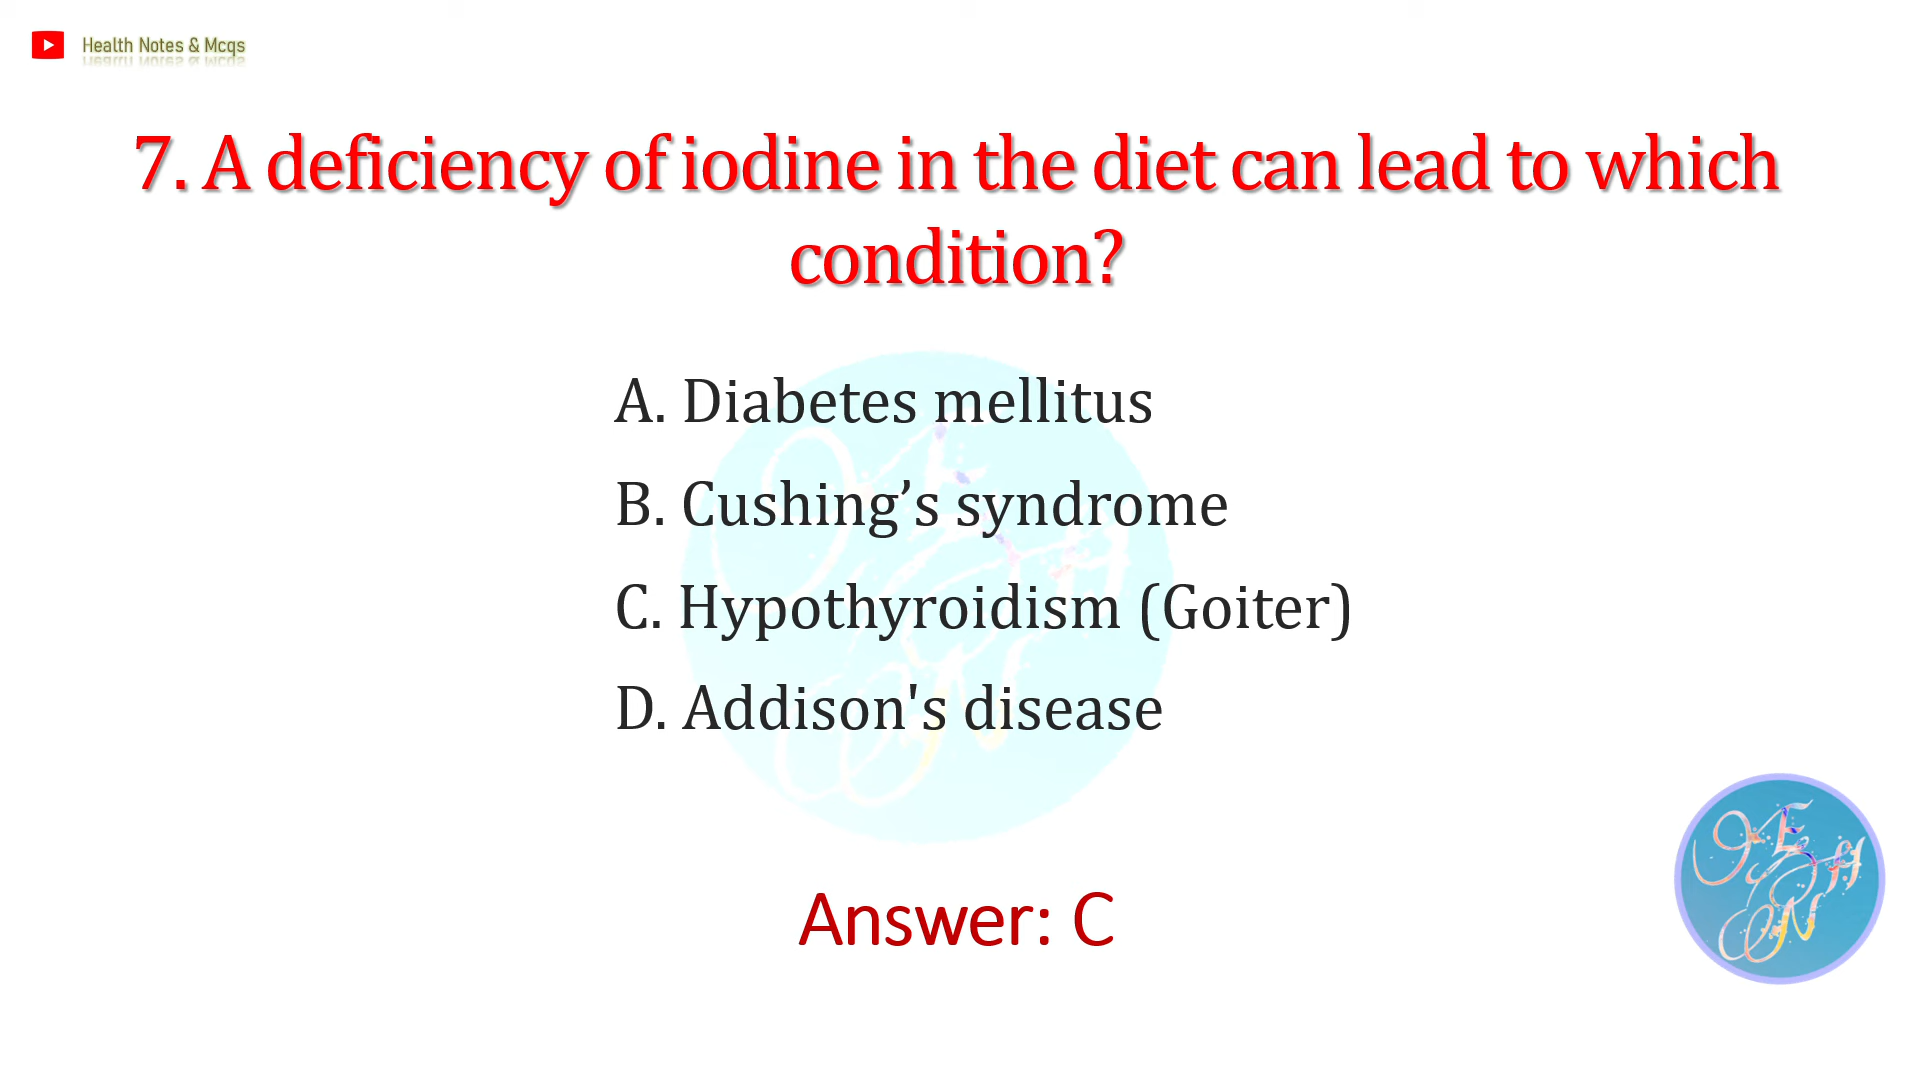 Health Notes & Mcqs
7. A deficiency of iodine in the diet can lead to which
condition?
A. Diabetes mellitus
B. Cushing’s syndrome
C. Hypothyroidism (Goiter)
D. Addison's disease
Answer: C